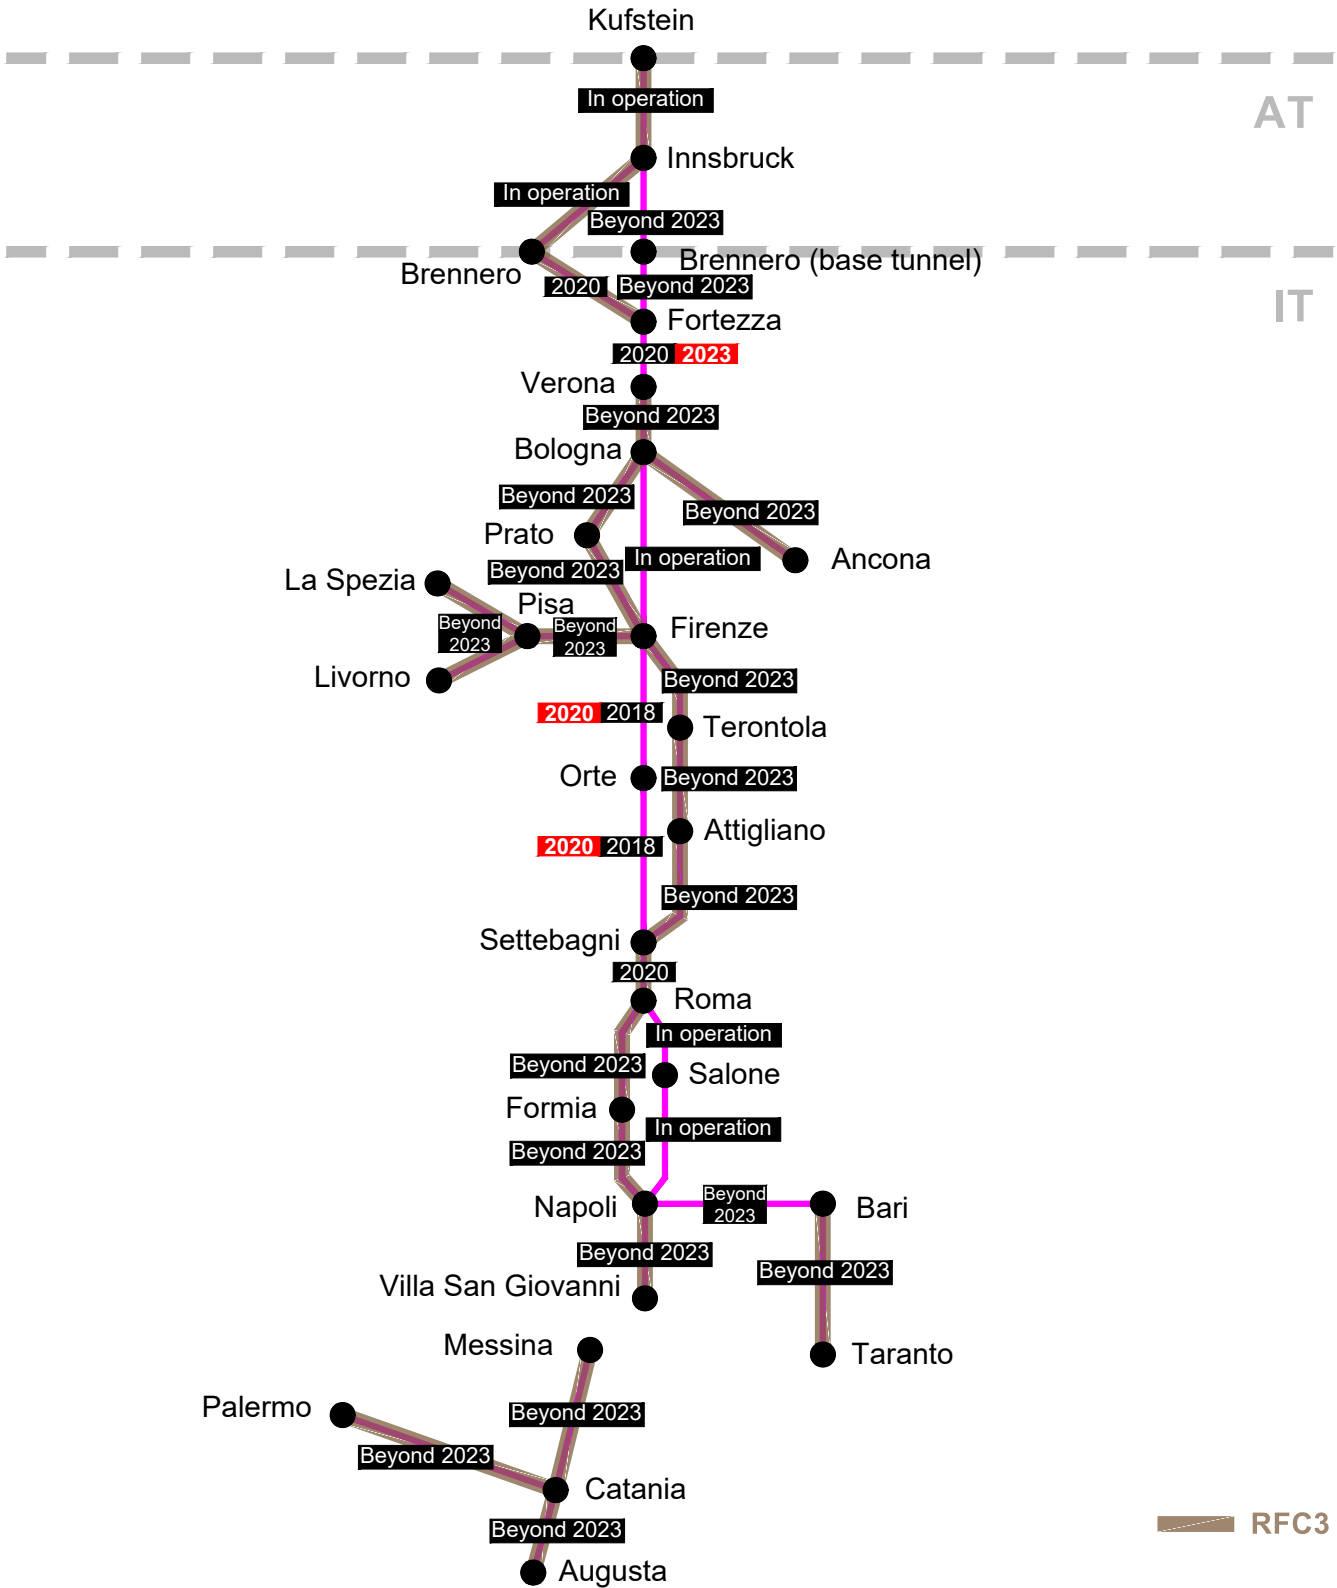 Kufstein
In operation
AT
Innsbruck
In operation
Beyond 2023
Brennero
Brennero (base tunnel)
2020
Beyond 2023
IT
Fortezza
2020 2023
Verona
Beyond 2023
Bologna
Beyond 2023
Beyond 2023
Prato
In operation
Ancona
Beyond 2023
La Spezia
Pisa
Beyond
2023
Beyond
2023
Firenze
Livorno
Beyond 2023
2020 2018
Terontola
Orte
Beyond 2023
Attigliano
2020 2018
Beyond 2023
Settebagni
2020
Roma
In operation
Beyond 2023
Salone
Formia
In operation
Beyond 2023
Napoli
Beyond
2023
Bari
Beyond 2023
Beyond 2023
Villa San Giovanni
Messina
Taranto
Palermo
Beyond 2023
Beyond 2023
Catania
Beyond 2023
RFC3
Augusta